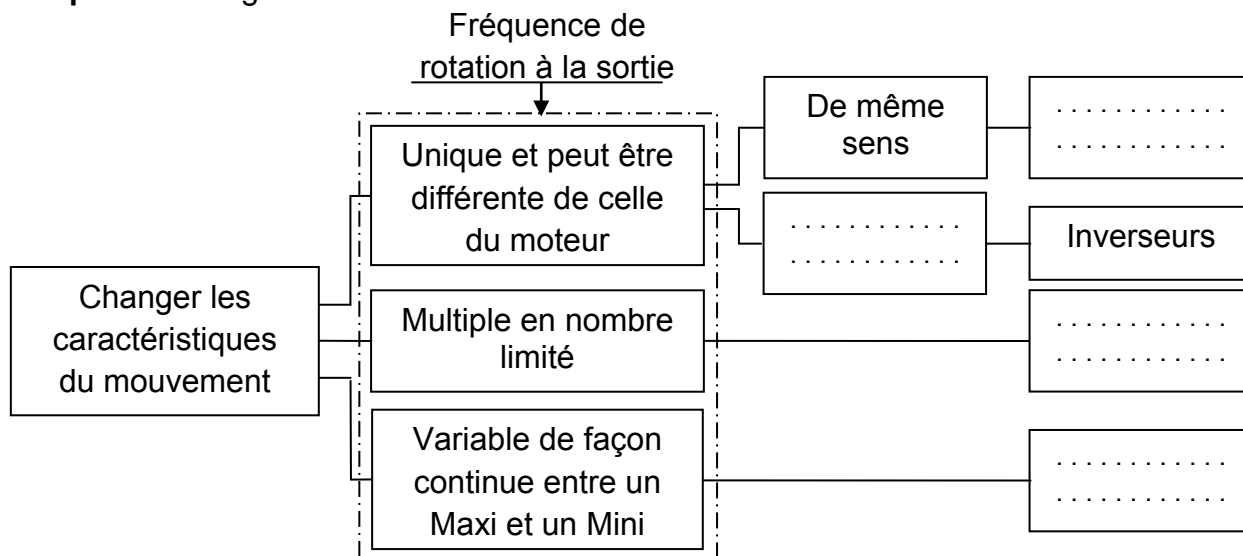 Fréquence de
rotation à la sortie
Unique et peut être
différente de celle
du moteur
De même
sens
. . . . . . . . . . . .
. . . . . . . . . . . .
. . . . . . . . . . . .
. . . . . . . . . . . .
Inverseurs
Changer les
caractéristiques
du mouvement
Multiple en nombre
limité
. . . . . . . . . . . .
. . . . . . . . . . . .
Variable de façon
continue entre un
Maxi et un Mini
. . . . . . . . . . . .
. . . . . . . . . . . .